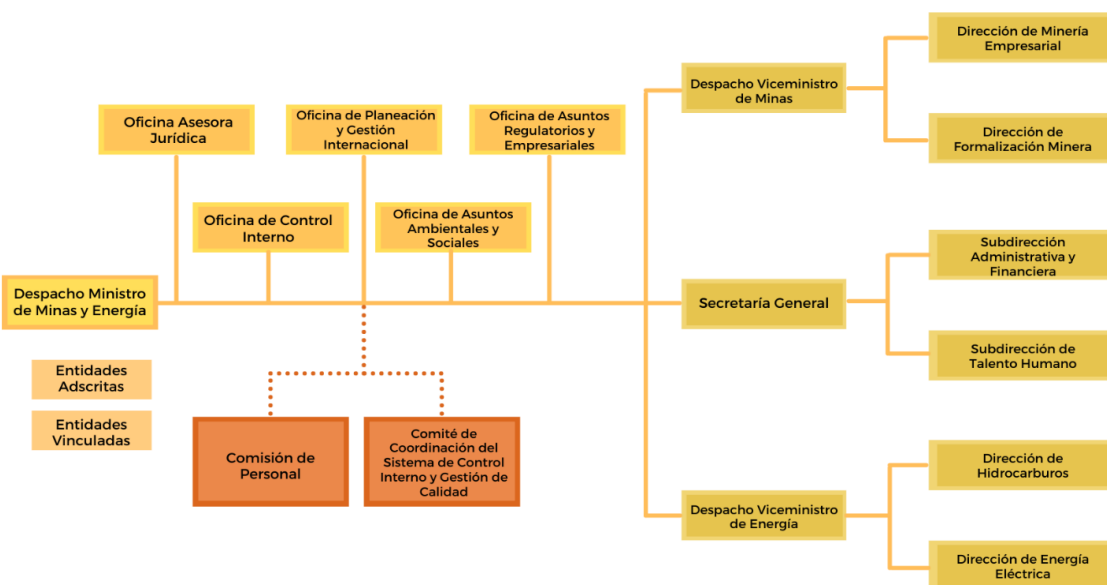 Dirección de Minería
Empresarial
Despacho Viceministro
de Minas
Oficina Asesora
Jurídica
Oficina de Planeación
y Gestión
Internacional
Oficina de Asuntos
Regulatorios y
Empresariales
Dirección de
Formalización Minera
Oficina de Control
Interno
Oficina de Asuntos
Ambientales y
Sociales
Subdirección
Administrativa y
Financiera
Despacho Ministro
de Minas y Energía
Secretaría General
Subdirección de
Talento Humano
Entidades
Adscritas
Entidades
Vinculadas
Comisión de
Personal
Comité de
Coordinación del
Sistema de Control
Interno y Gestión de
Calidad
Dirección de
Hidrocarburos
Despacho Viceministro
de Energía
Dirección de Energía
Eléctrica